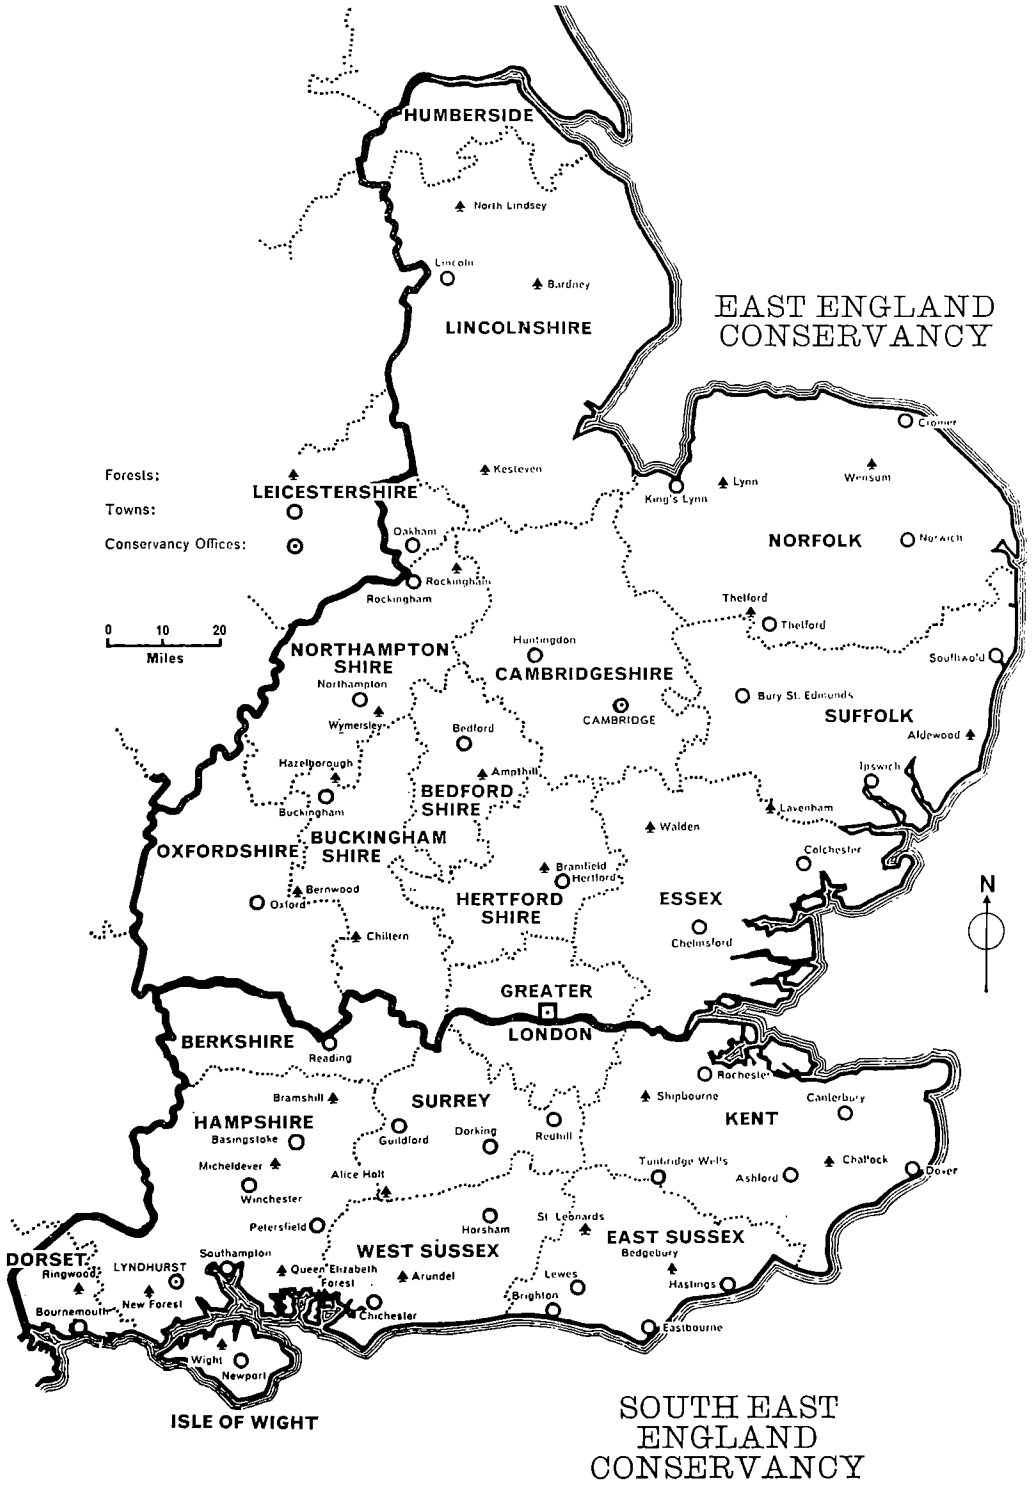 HUMBERSIDE
North Lindsey
Lincoln
Bardney
EAST ENGLAND
CONSERVANCY
LINCOLNSHIRE
Cromer
Forests:
Kesteven
Lynn
Wensum
LEICESTERSHIRE
King's Lynn
Towns:
Oakham
NORFOLK
Norwich
Conservancy Offices:
Rockingham
Rockingham
Thelford
Thelford
0 10 20
Miles
NORTHAMPTON
SHIRE
Huntingdon
Southwold
CAMBRIDGESHIRE
Northampton
Bury St. Edmunds
Wymersley
CAMBRIDGE
SUFFOLK
Bedford
Aldewood
Hazelborough
Ampthill
Ipswich
BEDFORD
SHIRE
Buckingham
Lavenham
Walden
BUCKINGHAM
SHIRE
OXFORDSHIRE
Colchester
Bramfield
Hertford
Bernwood
HERTFORD
SHIRE
ESSEX
Oxford
N
Chiltern
Chelmsford
GREATER
LONDON
BERKSHIRE
Reading
Rochester
Bramshill
SURREY
Shipbourne
Canterbury
HAMPSHIRE
KENT
Basingstoke
Guildford
Dorking
Redhill
Micheldever
Alice Holt
Tunbridge Wells
Challock
Ashford
Dover
Winchester
Petersfield
Horsham
St Leonards
EAST SUSSEX
WEST SUSSEX
Bedgebury
DORSET
Southampton
Ringwood
LYNDHURST
Queen Elizabeth
Forest
Arundel
Lewes
Hastings
New Forest
Brighton
Bournemouth
Chichester
Eastbourne
Wight
Newport
ISLE OF WIGHT
SOUTH EAST
ENGLAND
CONSERVANCY